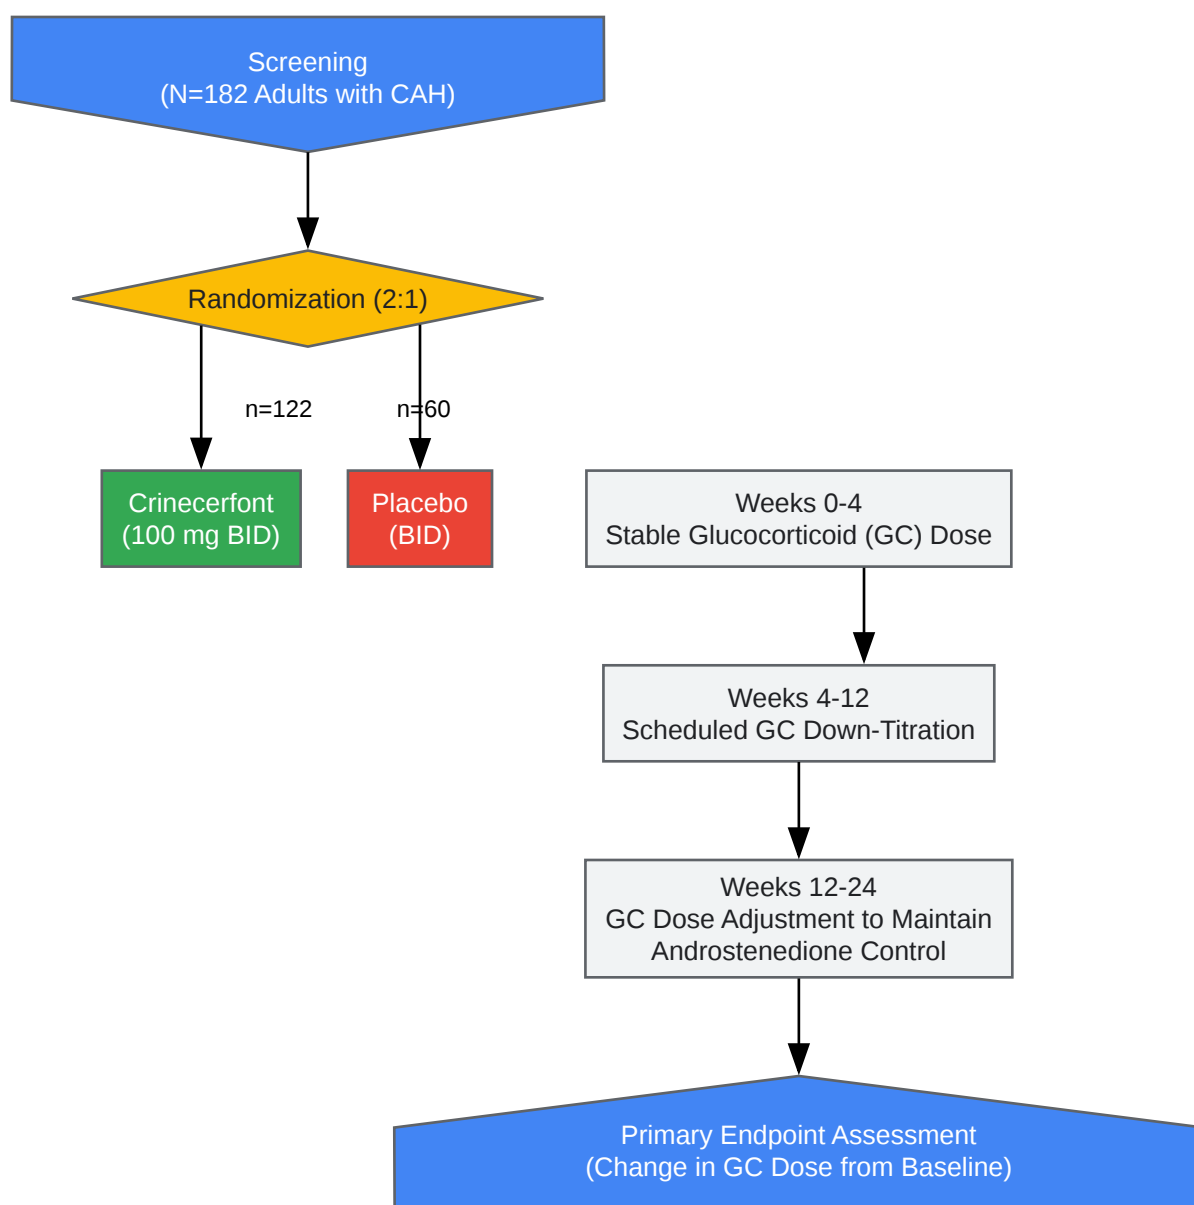 Screening
(N=182 Adults with CAH)
Randomization (2:1)
n=122
n=60
Crinecerfont
(100 mg BID)
Placebo
(BID)
Weeks 0-4
Stable Glucocorticoid (GC) Dose
Weeks 4-12
Scheduled GC Down-Titration
Weeks 12-24
GC Dose Adjustment to Maintain
Androstenedione Control
Primary Endpoint Assessment
(Change in GC Dose from Baseline)